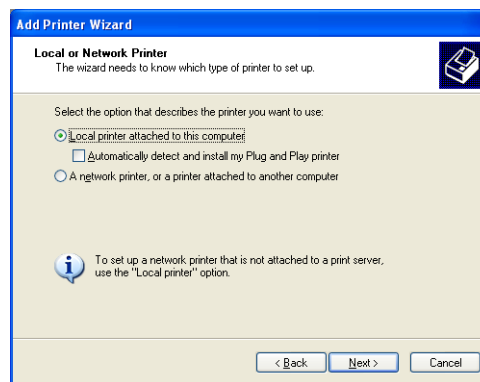 Add Printer Wizard
Local or Network Printer
The wizard needs to know which type of printer to set up.
Select the option that describes the printer you want to use:
Local printer attached to this computer
Automatically detect and install my Plug and Play printer
A network printer, or a printer attached to another computer
To set up a network printer that is not attached to a print server,
use the "Local printer" option.
< Back Next > Cancel